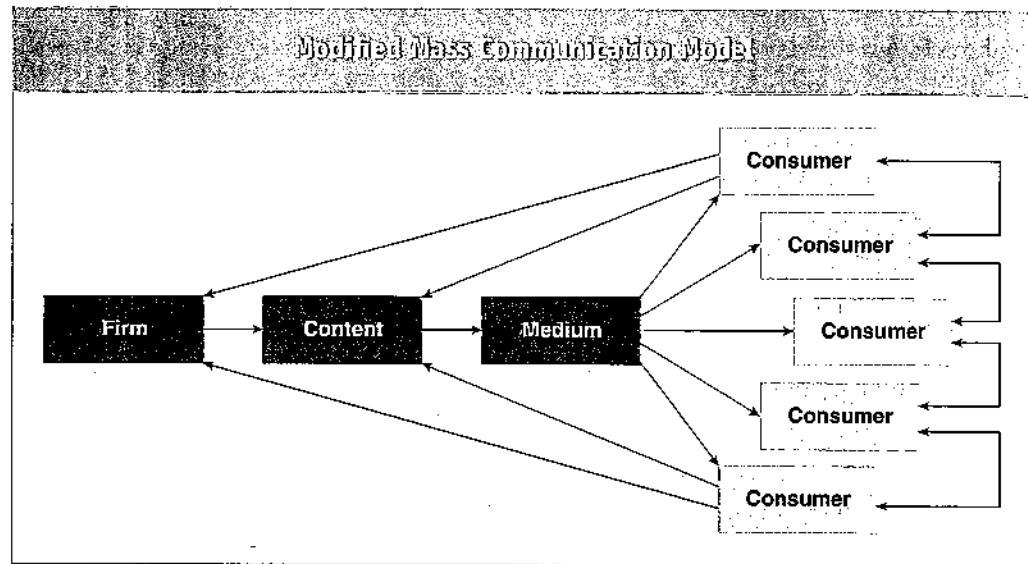 Modified Mass Communication Model
Consumer
Consumer
Firm
Content
Medium
Consumer
Consumer
Consumer